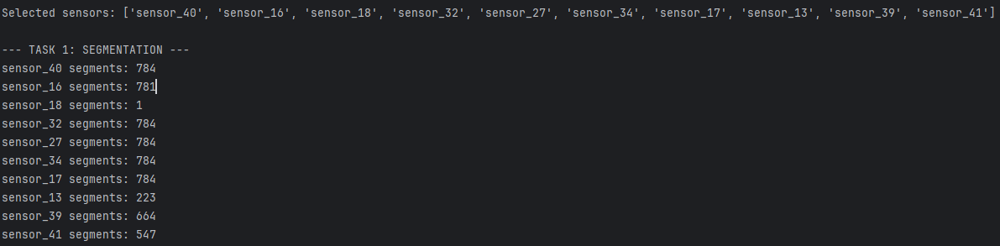 Selected sensors: ['sensor_40', 'sensor_16', 'sensor_18', 'sensor_32', 'sensor_27', 'sensor_34', 'sensor_17', 'sensor_13', 'sensor_39', 'sensor_41']
--- TASK 1: SEGMENTATION ---
sensor_40 segments: 784
sensor_16 segments: 781
sensor_18 segments: 1
sensor_32 segments: 784
sensor_27 segments: 784
sensor_34 segments: 784
sensor_17 segments: 784
sensor_13 segments: 223
sensor_39 segments: 664
sensor_41 segments: 547